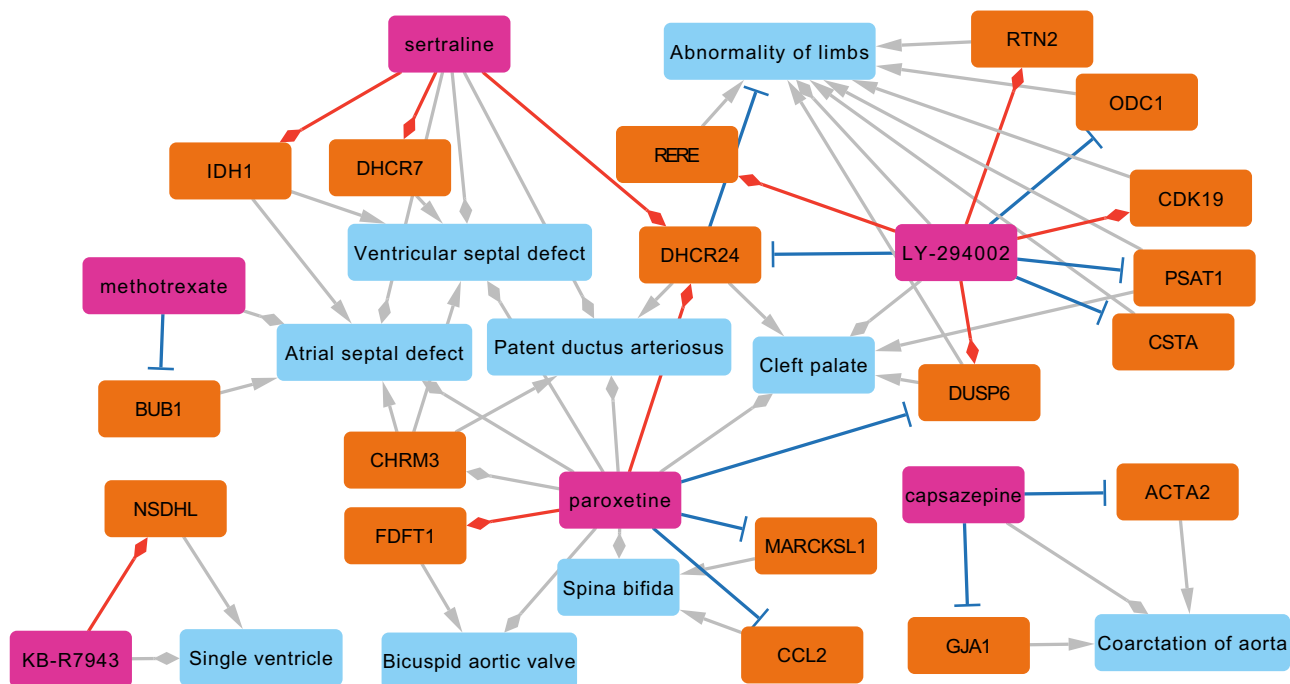 sertraline
Abnormality of limbs
RTN2
ODC1
IDH1
DHCR7
RERE
CDK19
Ventricular septal defect
DHCR24
LY-294002
PSAT1
methotrexate
Atrial septal defect
Patent ductus arteriosus
Cleft palate
CSTA
BUB1
DUSP6
CHRM3
paroxetine
capsazepine
ACTA2
NSDHL
FDFT1
MARCKSL1
Spina bifida
KB-R7943
Single ventricle
Bicuspid aortic valve
CCL2
GJA1
Coarctation of aorta